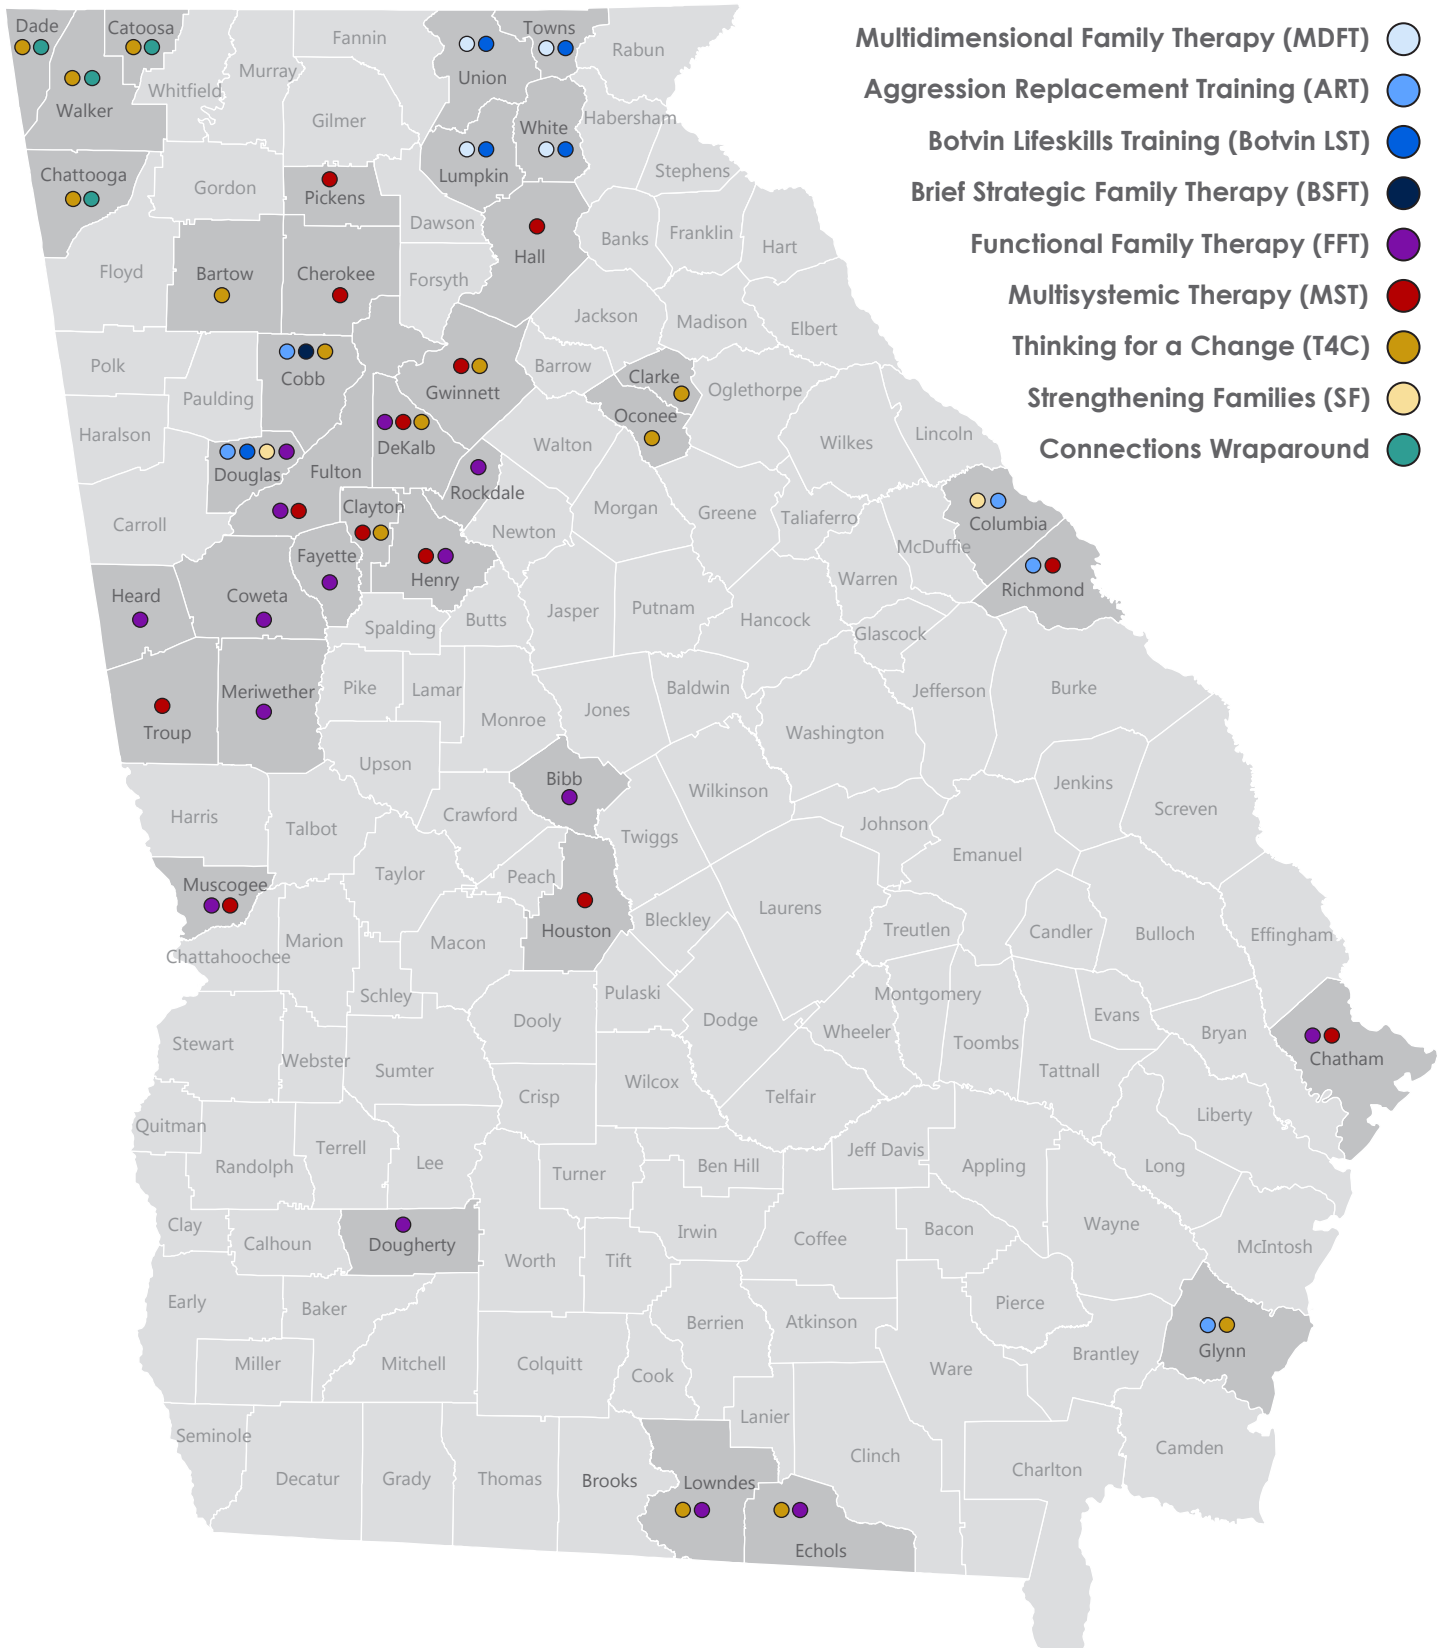 Multidimensional Family Therapy (MDFT)
Aggression Replacement Training (ART)
Botvin Lifeskills Training (Botvin LST)
Brief Strategic Family Therapy (BSFT)
Functional Family Therapy (FFT)
Multisystemic Therapy (MST)
Thinking for a Change (T4C)
Strengthening Families (SF)
Connections Wraparound
Dade
Catoosa
Fannin
Towns
Rabun
Union
Murray
Whitfield
Walker
Gilmer
White
Habersham
Chattooga
Gordon
Pickens
Lumpkin
Stephens
Dawson
Banks
Franklin
Hart
Floyd
Bartow
Cherokee
Forsyth
Hall
Jackson
Madison
Elbert
Polk
Paulding
Cobb
Gwinnett
Barrow
Clarke
Oglethorpe
Oconee
Haralson
Douglas
Fulton
DeKalb
Walton
Wilkes
Lincoln
Rockdale
Carroll
Clayton
Newton
Morgan
Greene
Taliaferro
Columbia
McDuffie
Fayette
Henry
Warren
Richmond
Heard
Coweta
Spalding
Butts
Jasper
Putnam
Hancock
Glascock
Troup
Meriwether
Pike
Lamar
Monroe
Jones
Baldwin
Jefferson
Burke
Washington
Upson
Bibb
Wilkinson
Jenkins
Screven
Harris
Talbot
Crawford
Twiggs
Johnson
Emanuel
Muscogee
Taylor
Peach
Houston
Bleckley
Laurens
Treutlen
Candler
Bulloch
Effingham
Chattahoochee
Marion
Macon
Schley
Pulaski
Montgomery
Dooly
Dodge
Wheeler
Toombs
Evans
Bryan
Chatham
Stewart
Webster
Sumter
Crisp
Wilcox
Telfair
Tattnall
Liberty
Quitman
Randolph
Terrell
Lee
Turner
Ben Hill
Jeff Davis
Appling
Long
Clay
Calhoun
Dougherty
Worth
Tift
Irwin
Coffee
Bacon
Wayne
McIntosh
Early
Baker
Berrien
Atkinson
Pierce
Brantley
Glynn
Miller
Mitchell
Colquitt
Cook
Ware
Lanier
Seminole
Decatur
Grady
Thomas
Brooks
Lowndes
Clinch
Charlton
Camden
Echols